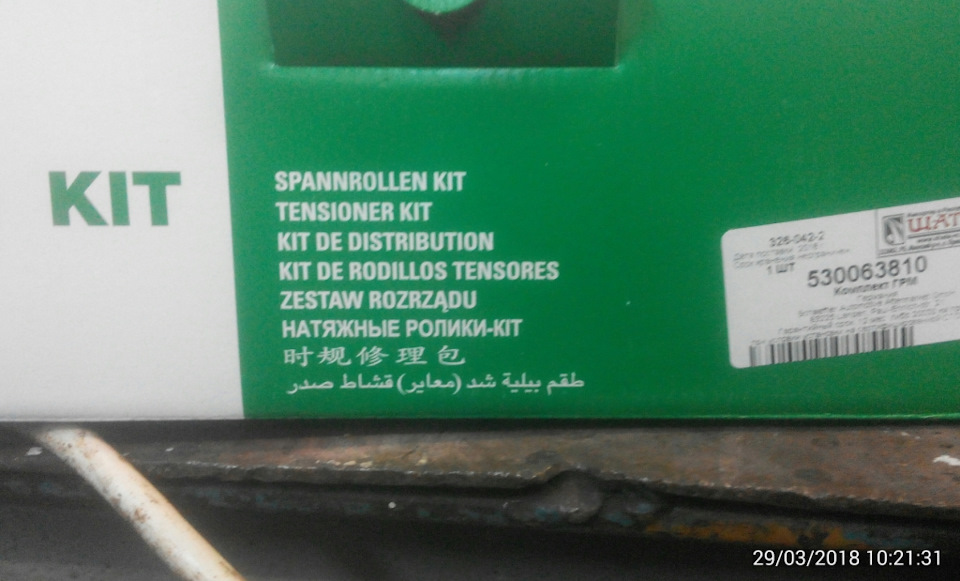 KIT
SPANNROLLEN KIT
TENSIONER KIT
KIT DE DISTRIBUTION
KIT DE RODILLOS TENSORES
ZESTAW ROZRZĄDU
НАТЯЖНЫЕ РОЛИКИ-KIT
时规修理包
طقم بيلية شد (معاير) قشاط صدر
326-042-2
ШАТ
1 ШТ
530063810
Комплект ГРМ
Германия
29/03/2018 10:21:31